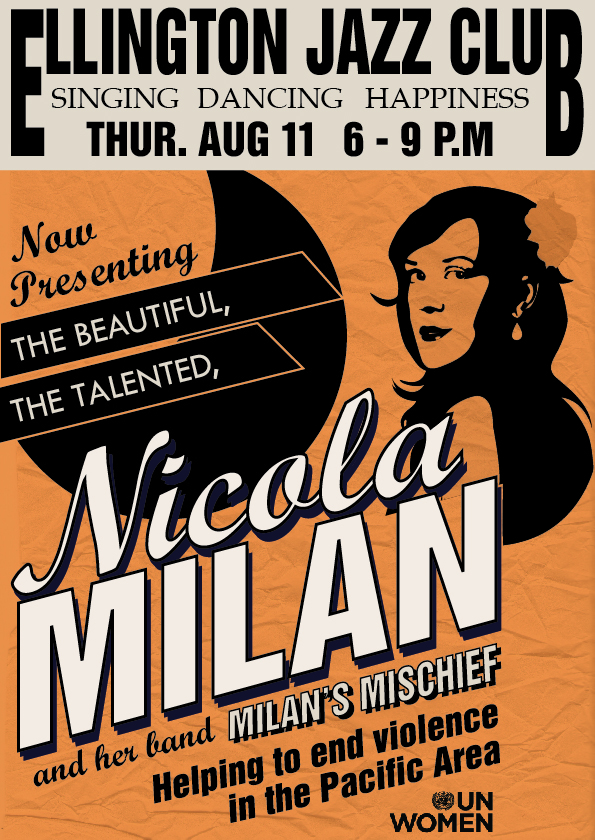 ELLINGTON JAZZ CLUB
SINGING DANCING HAPPINESS
THUR. AUG 11 6 - 9 P.M
Now
Presenting
THE BEAUTIFUL,
THE TALENTED,
Nicola
MILAN
and her band MILAN'S MISCHIEF
Helping to end violence
in the Pacific Area
UN
WOMEN